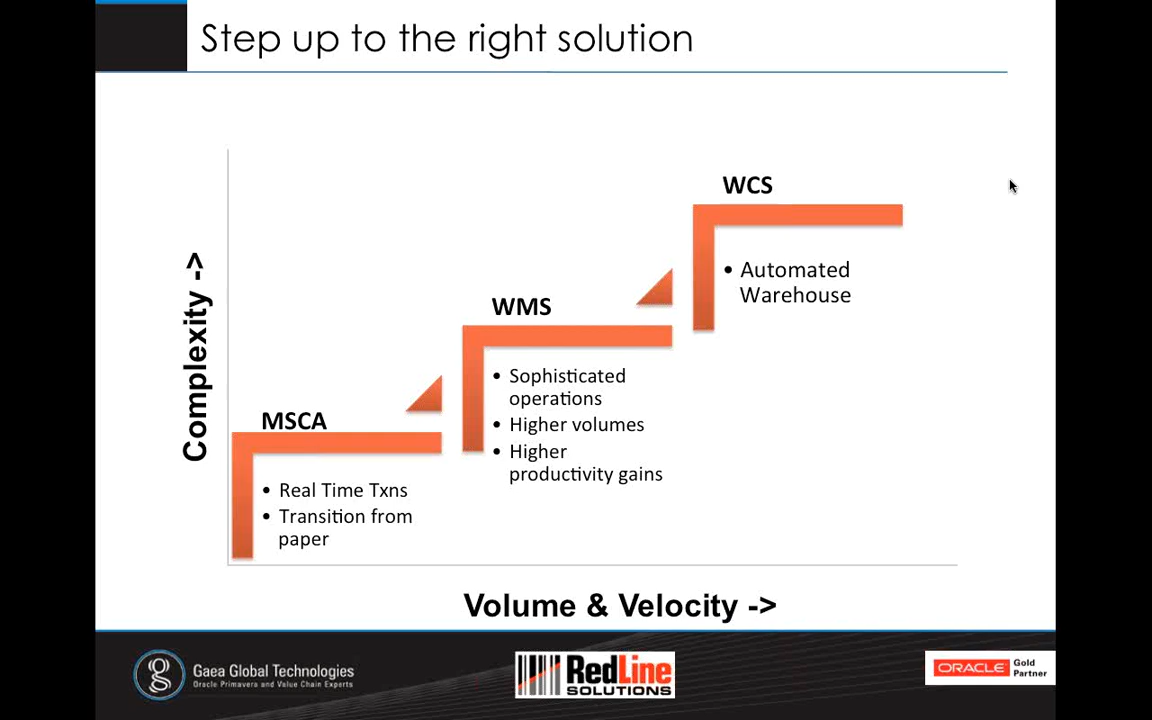 Step up to the right solution
WCS
• Automated
Warehouse
WMS
• Sophisticated
operations
• Higher volumes
• Higher
productivity gains
MSCA
• Real Time Txns
• Transition from
paper
Complexity ->
Volume & Velocity ->
g
Gaea Global Technologies
Oracle Primavera and Value Chain Experts
RedLine
SOLUTIONS
ORACLE
Gold
Partner